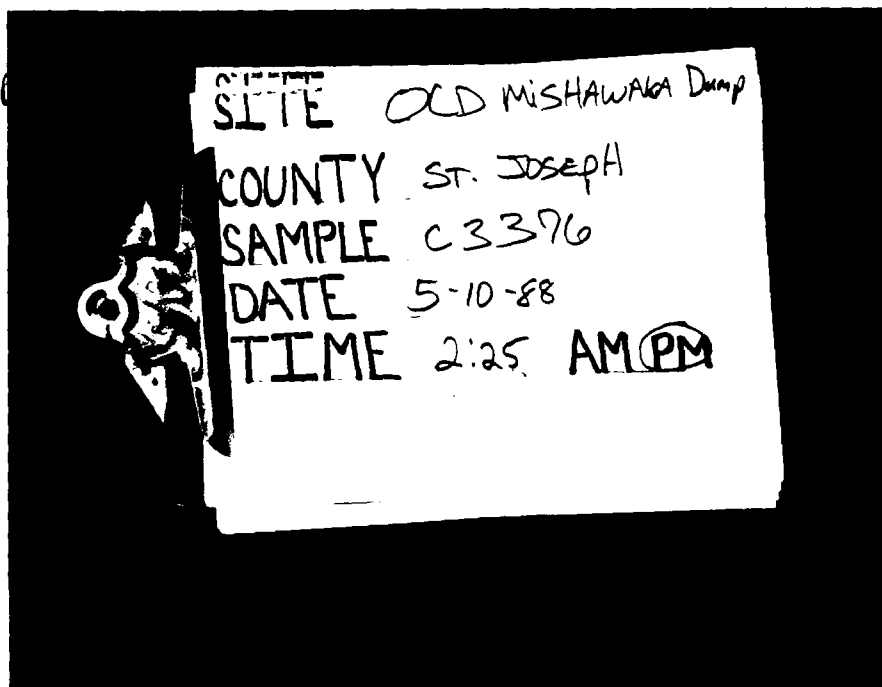 SITE OLD MISHAWAKA Dump
COUNTY ST. JOSEPH
SAMPLE C3376
DATE 5-10-88
TIME 2:25 AM PM